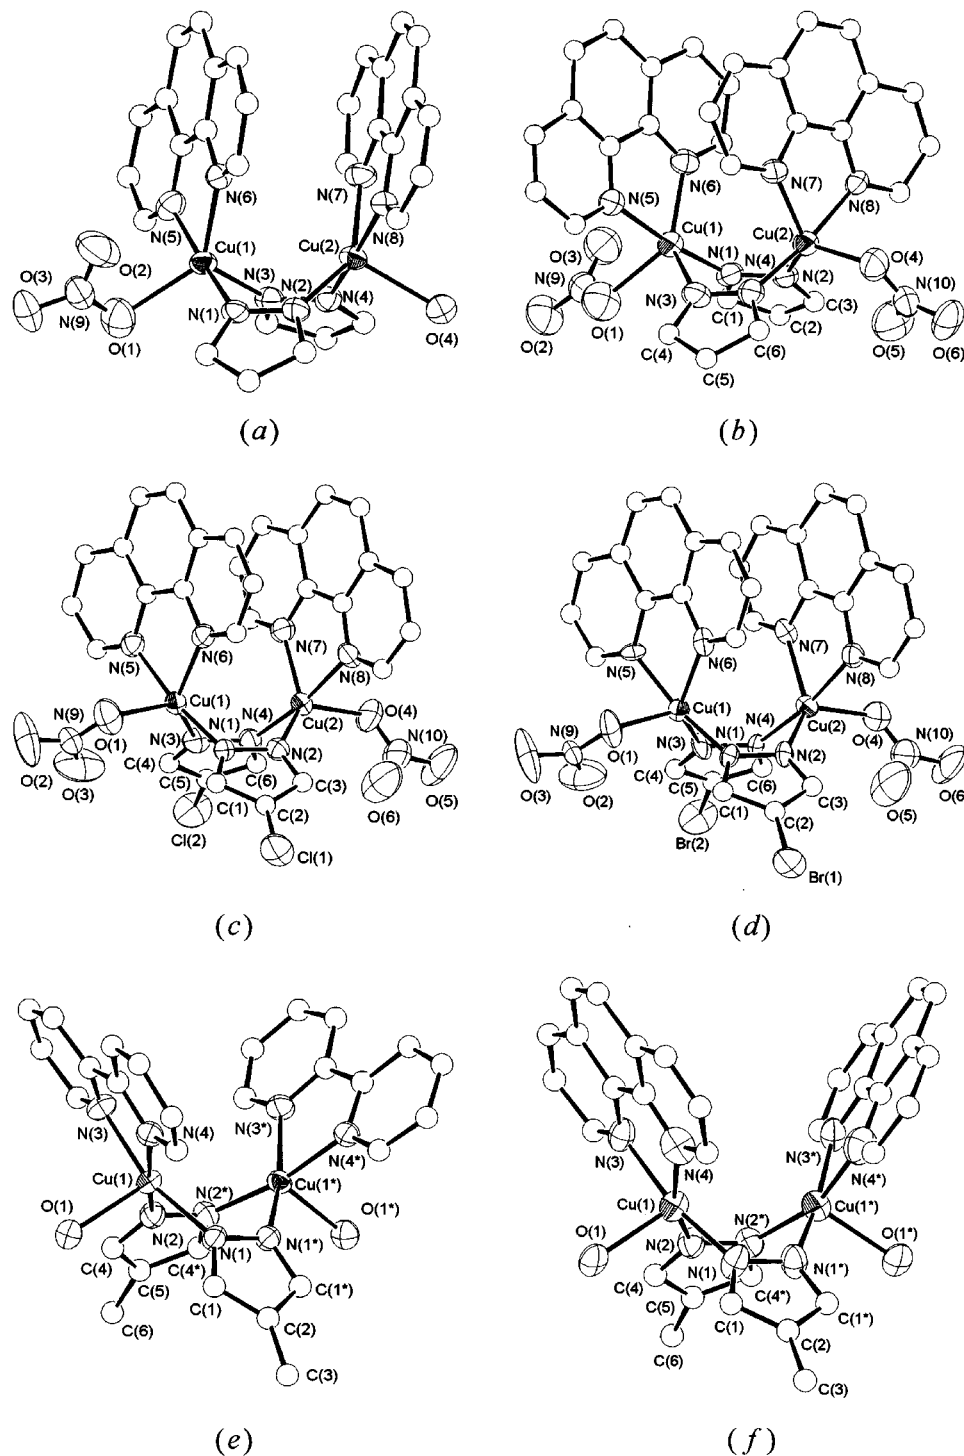 N(6)
N(7)
N(5)
N(8)
Cu(1)
Cu(2)
O(3)
O(2)
N(3)
N(2)
N(4)
N(9)
N(1)
O(1)
O(4)
(a)
N(5)
N(6)
N(7)
N(8)
Cu(1)
Cu(2)
O(3)
N(1)
N(4)
N(2)
O(4)
N(9)
N(3)
C(3)
N(10)
O(2)
O(1)
C(1)
C(2)
C(4)
C(6)
O(5)
O(6)
C(5)
(b)
N(5)
N(6)
N(7)
N(8)
Cu(1)
N(9)
N(1)
N(4)
Cu(2)
O(4)
O(1)
N(3)
N(2)
N(10)
C(4)
O(2)
O(3)
C(5)
C(6)
C(3)
O(5)
C(1)
O(6)
C(2)
Cl(2)
Cl(1)
(c)
N(5)
N(6)
N(7)
N(8)
Cu(1)
N(9)
N(4)
N(1)
Cu(2)
O(4)
N(10)
O(1)
N(3)
N(2)
C(4)
O(3)
O(2)
C(5)
C(6)
C(3)
O(6)
C(1)
O(5)
C(2)
Br(2)
Br(1)
(d)
N(3)
N(4)
N(3*)
N(4*)
Cu(1)
N(2*)
Cu(1*)
O(1)
O(1*)
N(2)
N(1)
N(1*)
C(4)
C(4*)
C(5)
C(1)
C(1*)
C(6)
C(2)
C(3)
(e)
N(3)
N(4)
N(3*)
N(4*)
Cu(1)
Cu(1*)
O(1)
N(2*)
O(1*)
N(2)
N(1)
N(1*)
C(4)
C(4*)
C(5)
C(1)
C(1*)
C(6)
C(2)
C(3)
(f)